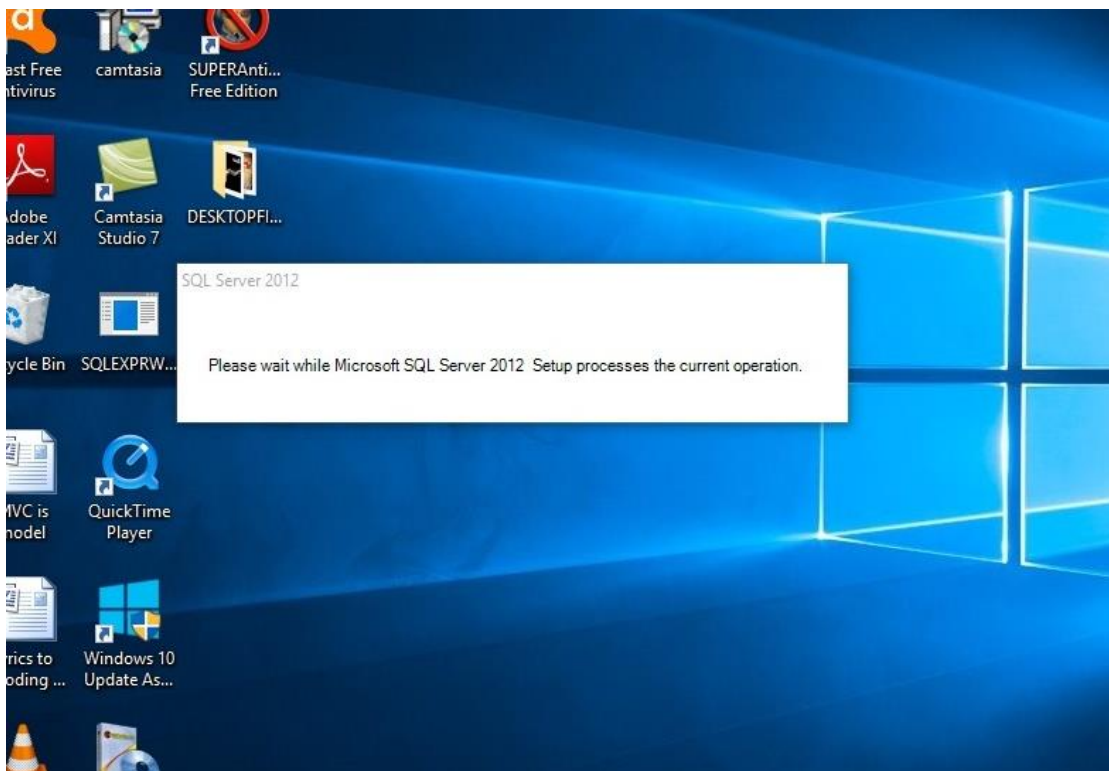 ast Free camtasia SUPERAnti...
ntivirus Free Edition
Adobe Camtasia DESKTOPFI...
ader XI Studio 7
SQL Server 2012
ycle Bin SQLEXPRW...
Please wait while Microsoft SQL Server 2012 Setup processes the current operation.
MVC is QuickTime
nodel Player
rics to Windows 10
oding ... Update As...